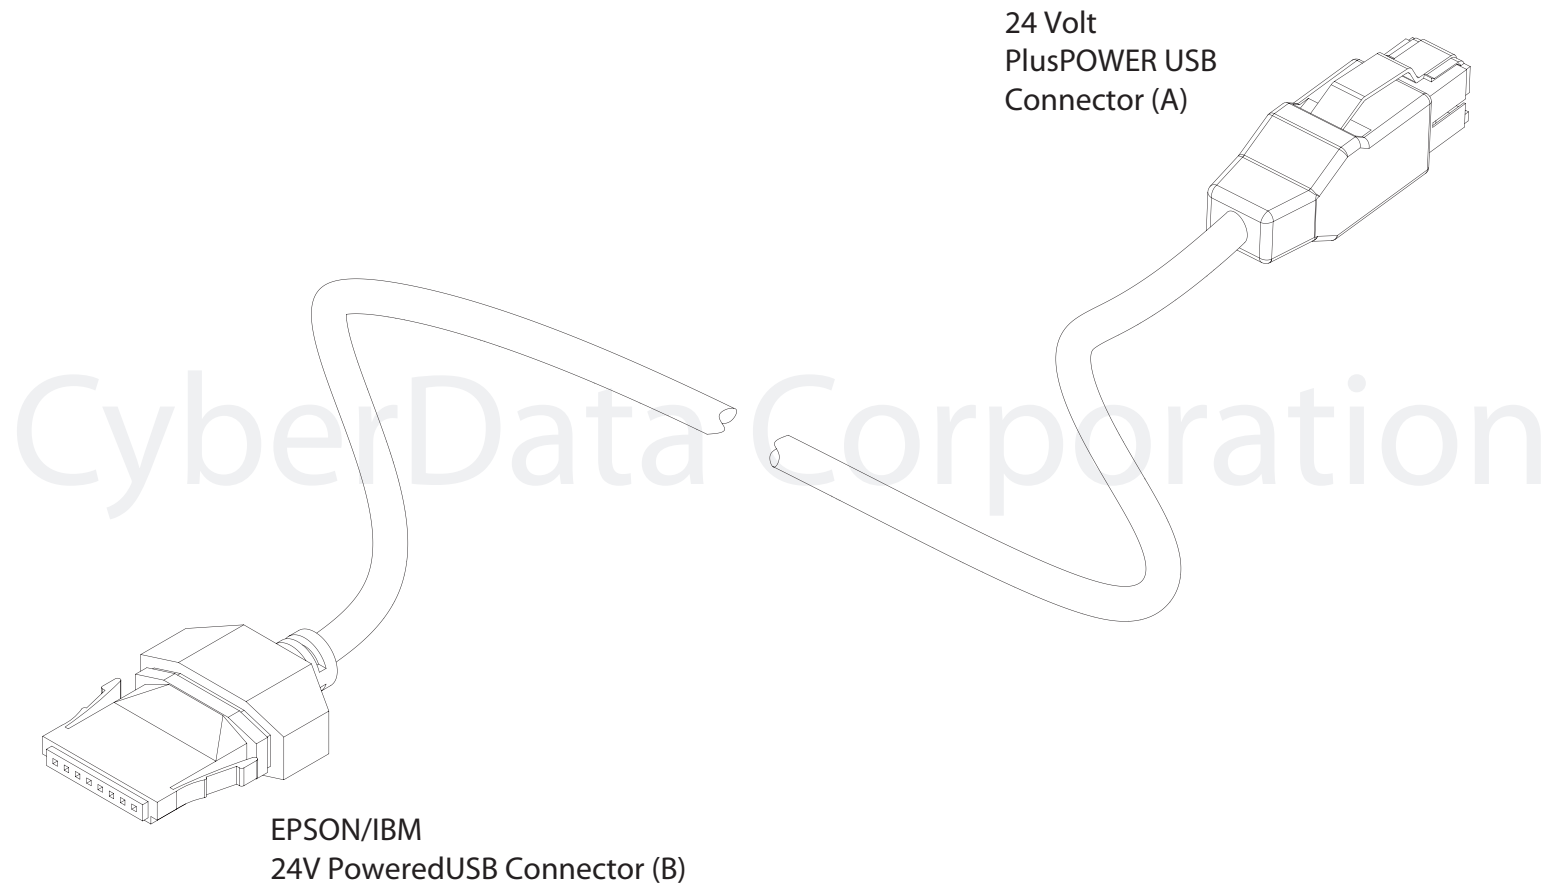 24 Volt
PlusPOWER USB
Connector (A)
CyberData Corporation
EPSON/IBM
24V PoweredUSB Connector (B)